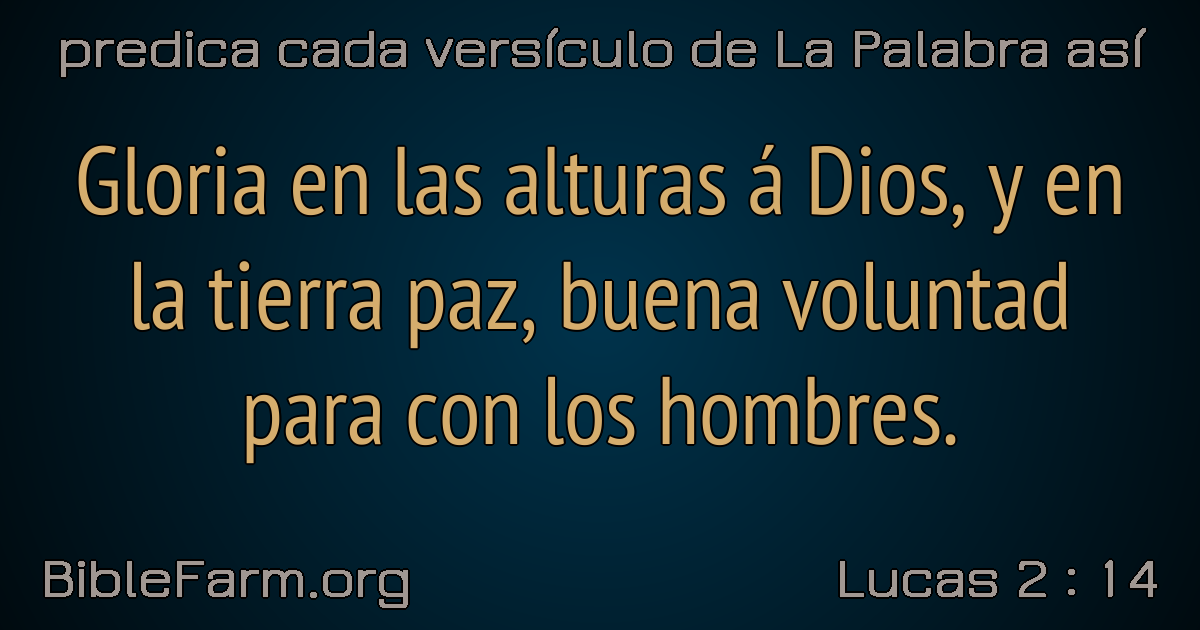 predica cada versículo de La Palabra así
Gloria en las alturas á Dios, y en
la tierra paz, buena voluntad
para con los hombres.
BibleFarm.org
Lucas 2 : 14